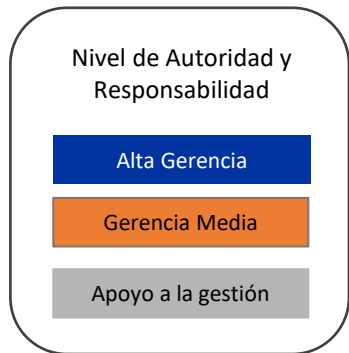 Nivel de Autoridad y
Responsabilidad
Alta Gerencia
Gerencia Media
Apoyo a la gestión